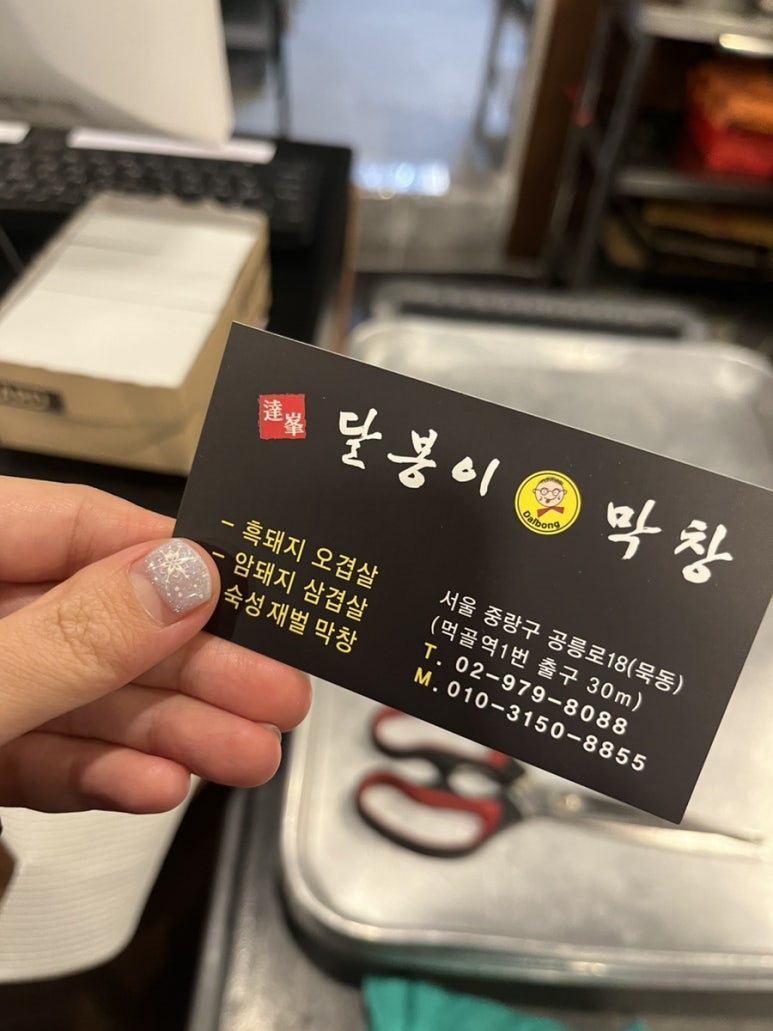 達峯
달봉이 막창
Dalbong
- 흑돼지 오겹살
- 암돼지 삼겹살
숙성 재벌 막창
서울 중랑구 공릉로18(묵동)
(먹골역1번 출구 30m)
T. 02-979-8088
M. 010-3150-8855